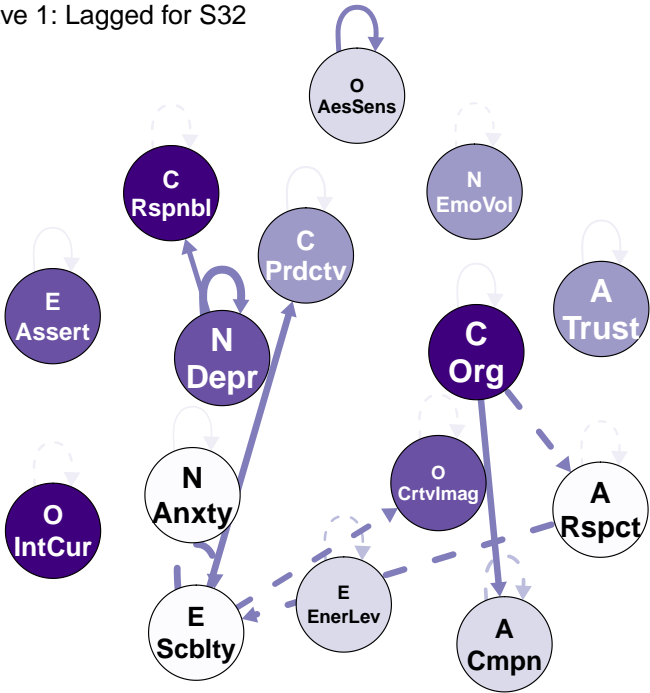 ve 1: Lagged for S32
O
AesSens
C
Rspnbl
N
EmoVol
C
Prdctv
E
Assert
A
Trust
N
Depr
C
Org
O
CrtvImag
N
Anxty
A
Rspct
O
IntCur
E
EnerLev
E
Scblty
A
Cmpn